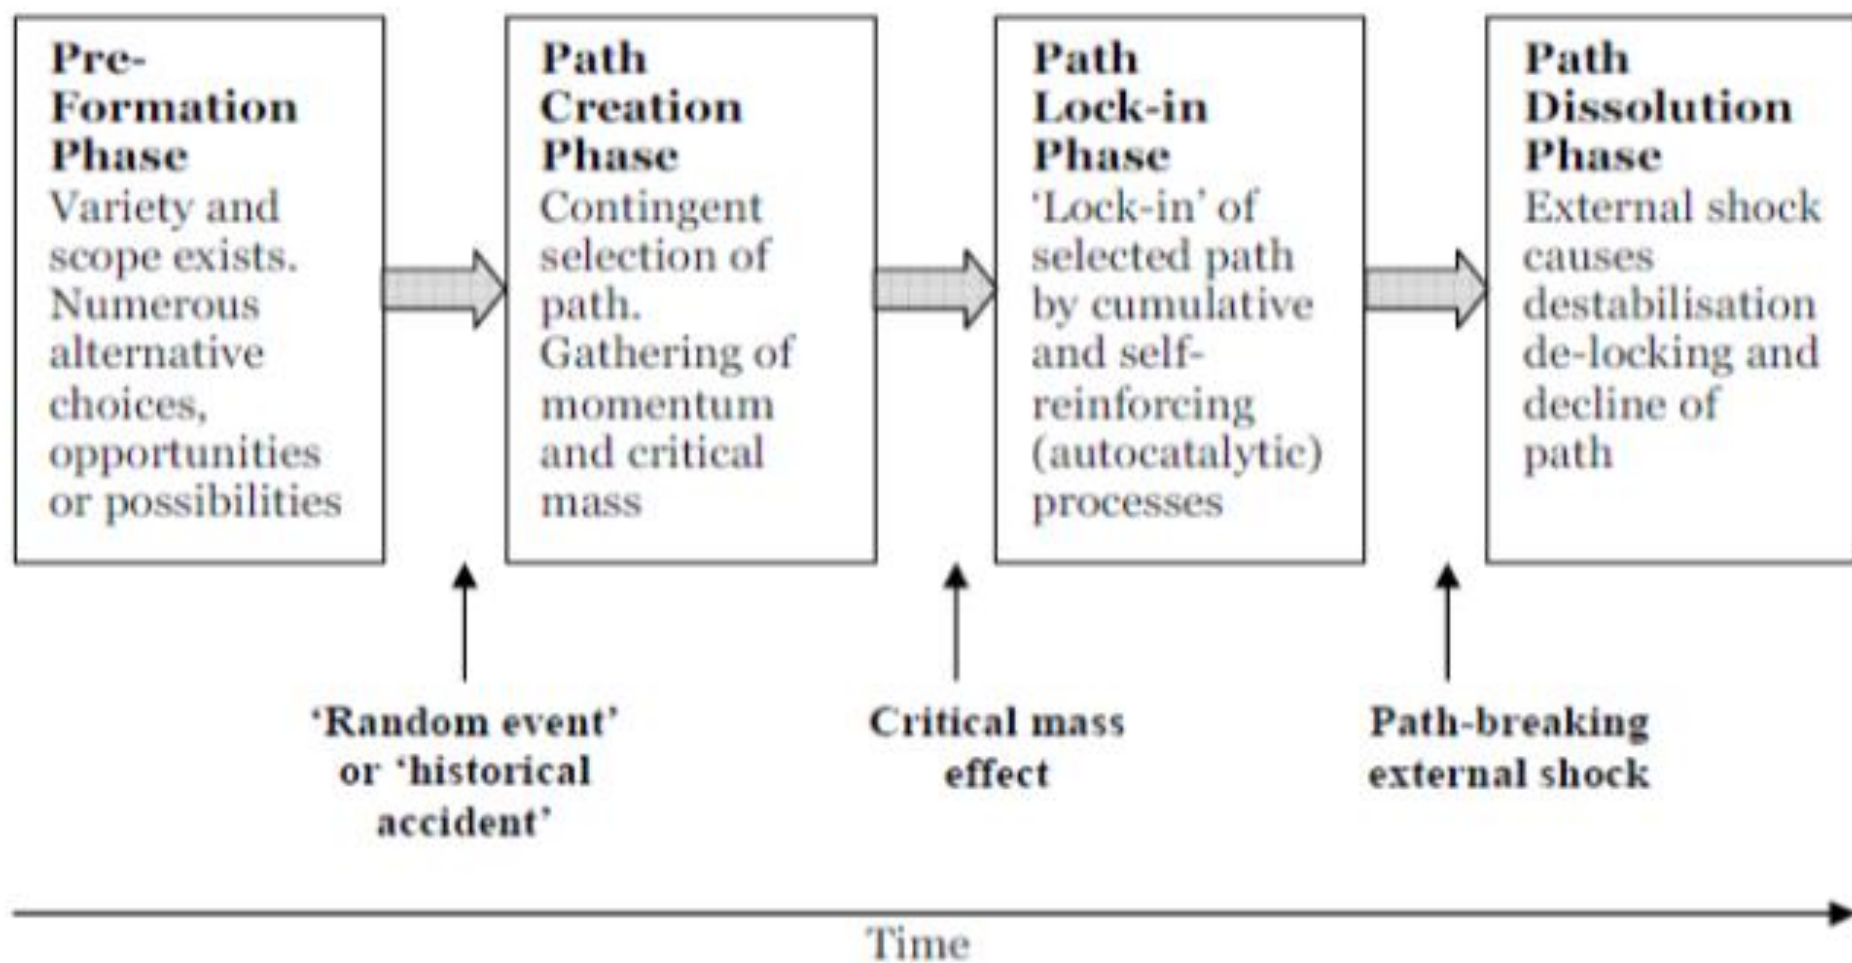 Pre-
Formation
Phase
Variety and
scope exists.
Numerous
alternative
choices,
opportunities
or possibilities
Path
Creation
Phase
Contingent
selection of
path.
Gathering of
momentum
and critical
mass
Path
Lock-in
Phase
‘Lock-in’ of
selected path
by cumulative
and self-
reinforcing
(autocatalytic)
processes
Path
Dissolution
Phase
External shock
causes
destabilisation
de-locking and
decline of
path
‘Random event’
or ‘historical
accident’
Critical mass
effect
Path-breaking
external shock
Time